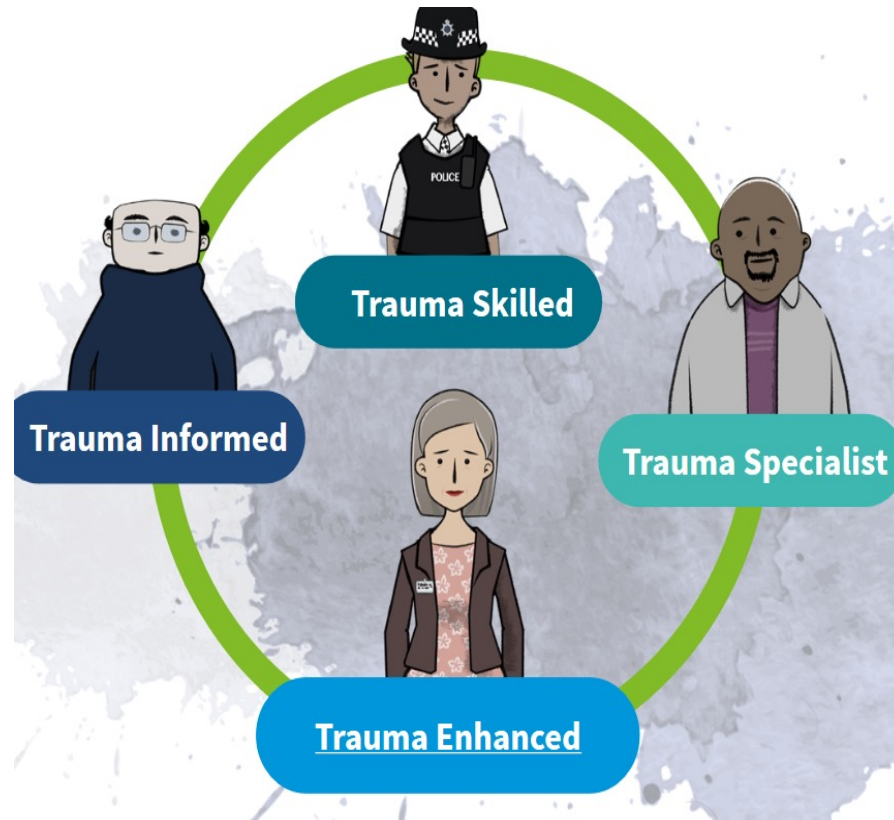 POLICE
Trauma Skilled
Trauma Informed
Trauma Specialist
Trauma Enhanced